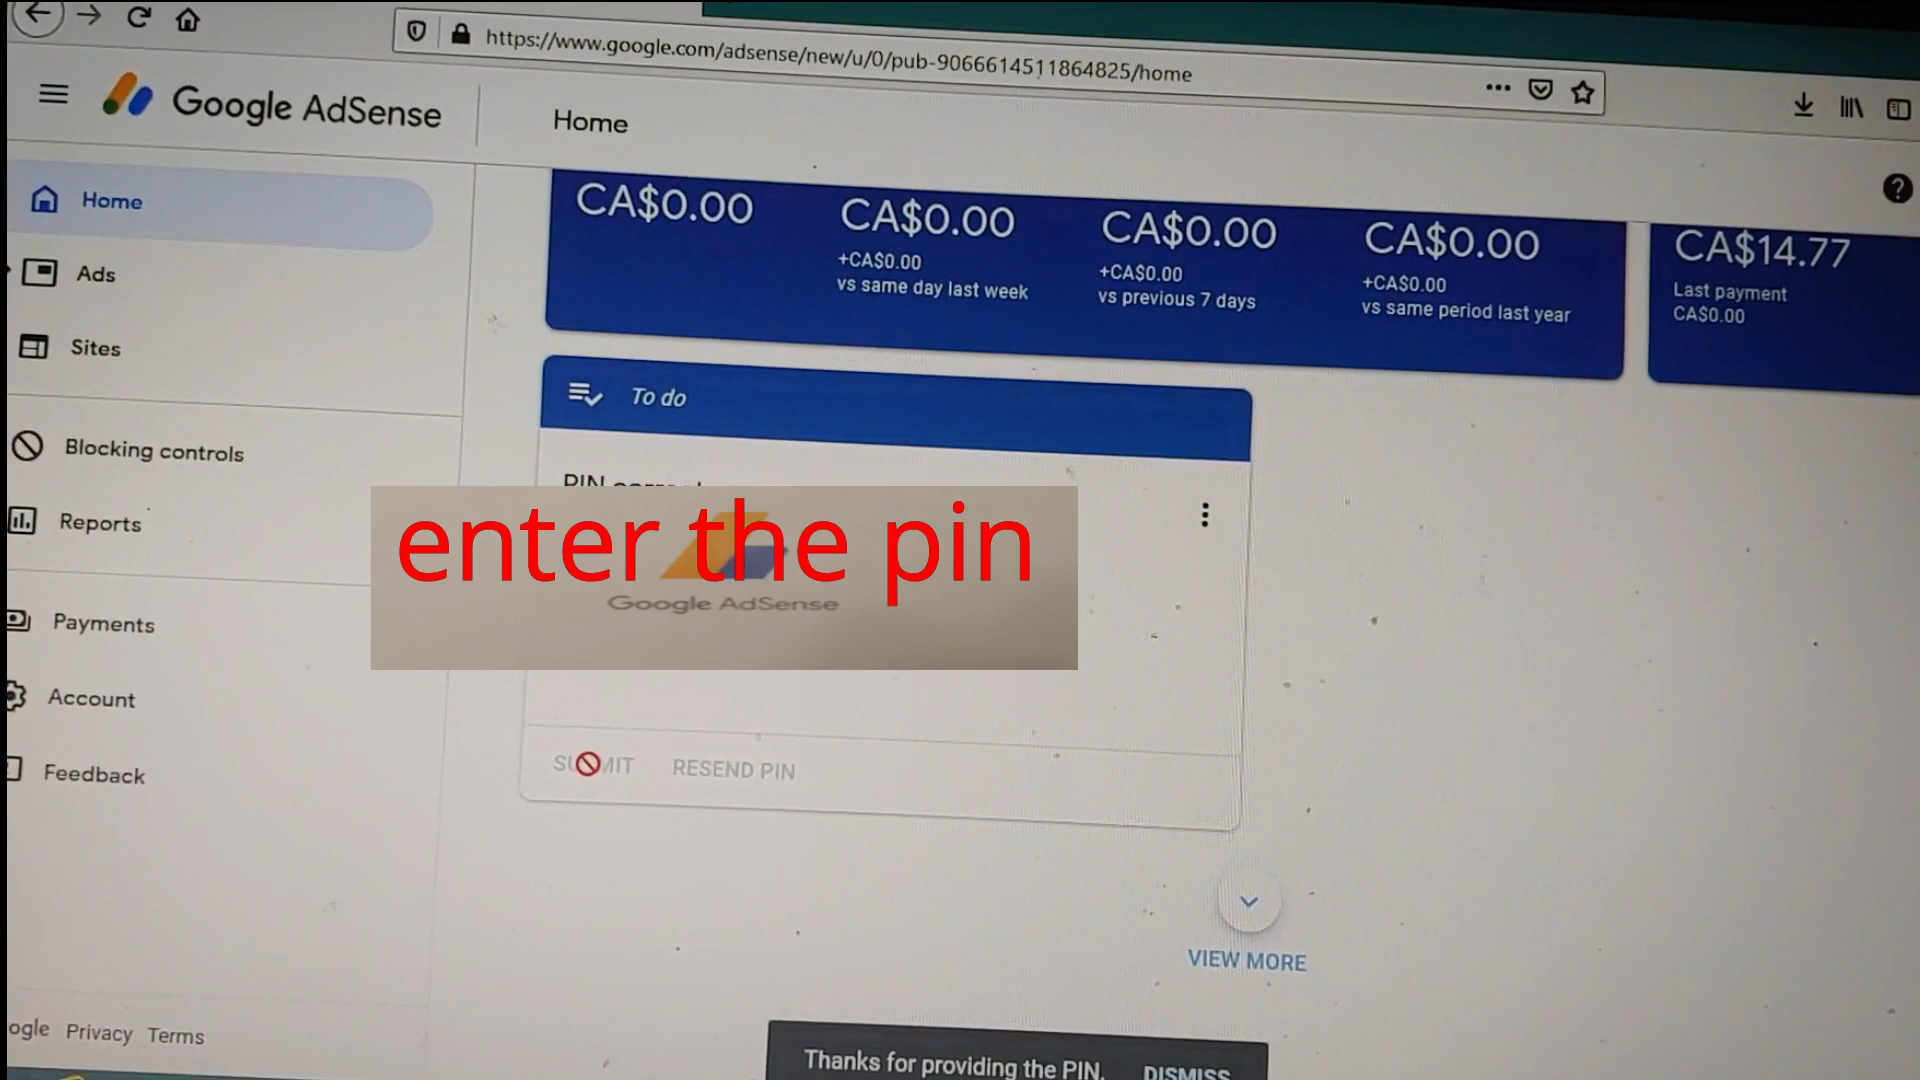 https://www.google.com/adsense/new/u/0/pub-9066614511864825/home
Google AdSense
Home
Home
Ads
Sites
Blocking controls
Reports
Payments
Account
Feedback
CA$0.00
CA$0.00
+CA$0.00
vs same day last week
CA$0.00
+CA$0.00
vs previous 7 days
CA$0.00
+CA$0.00
vs same period last year
CA$14.77
Last payment
CA$0.00
To do
PIN
enter the pin
Google AdSense
RESEND PIN
VIEW MORE
Privacy Terms
Thanks for providing the PIN. DISMISS